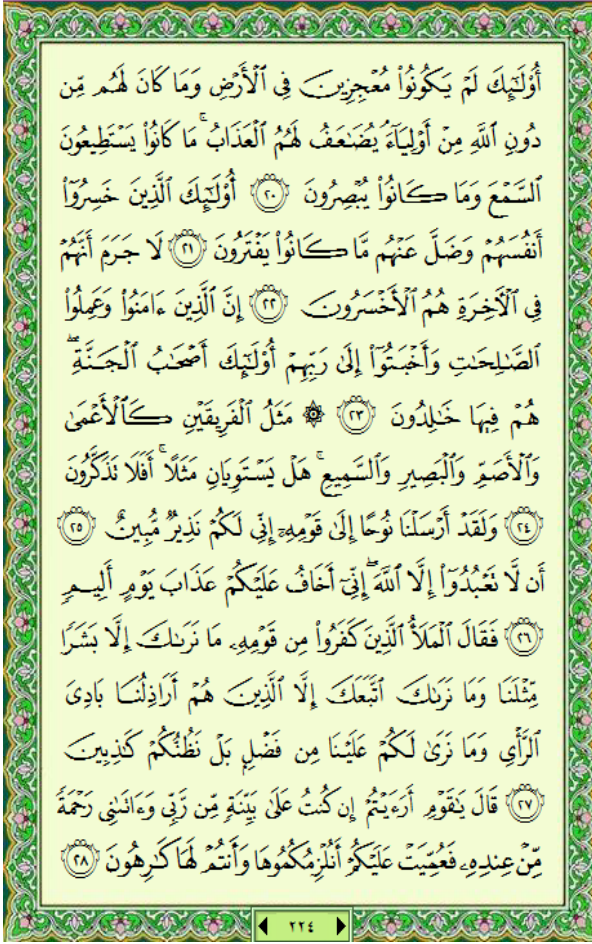 أُو۟لَـٰٓئِكَ لَمْ يَكُونُوا۟ مُعْجِزِينَ فِى ٱلْأَرْضِ وَمَا كَانَ لَهُم مِّن
دُونِ ٱللَّهِ مِنْ أَوْلِيَآءَ ۘ يُضَـٰعَفُ لَهُمُ ٱلْعَذَابُ ۚ مَا كَانُوا۟ يَسْتَطِيعُونَ
ٱلسَّمْعَ وَمَا كَانُوا۟ يُبْصِرُونَ ٢٠ أُو۟لَـٰٓئِكَ ٱلَّذِينَ خَسِرُوٓا۟
أَنفُسَهُمْ وَضَلَّ عَنْهُم مَّا كَانُوا۟ يَفْتَرُونَ ٢١ لَا جَرَمَ أَنَّهُمْ
فِى ٱلْـَٔاخِرَةِ هُمُ ٱلْأَخْسَرُونَ ٢٢ إِنَّ ٱلَّذِينَ ءَامَنُوا۟ وَعَمِلُوا۟
ٱلصَّـٰلِحَـٰتِ وَأَخْبَتُوٓا۟ إِلَىٰ رَبِّهِمْ أُو۟لَـٰٓئِكَ أَصْحَـٰبُ ٱلْجَنَّةِ ۖ
هُمْ فِيهَا خَـٰلِدُونَ ٢٣ ۞ مَثَلُ ٱلْفَرِيقَيْنِ كَٱلْأَعْمَىٰ
وَٱلْأَصَمِّ وَٱلْبَصِيرِ وَٱلسَّمِيعِ ۚ هَلْ يَسْتَوِيَانِ مَثَلًا ۚ أَفَلَا تَذَكَّرُونَ
٢٤ وَلَقَدْ أَرْسَلْنَا نُوحًا إِلَىٰ قَوْمِهِۦٓ إِنِّى لَكُمْ نَذِيرٌ مُّبِينٌ ٢٥
أَن لَّا تَعْبُدُوٓا۟ إِلَّا ٱللَّهَ ۖ إِنِّىٓ أَخَافُ عَلَيْكُمْ عَذَابَ يَوْمٍ أَلِيمٍ
٢٦ فَقَالَ ٱلْمَلَأُ ٱلَّذِينَ كَفَرُوا۟ مِن قَوْمِهِۦ مَا نَرَىٰكَ إِلَّا بَشَرًا
مِّثْلَنَا وَمَا نَرَىٰكَ ٱتَّبَعَكَ إِلَّا ٱلَّذِينَ هُمْ أَرَاذِلُنَا بَادِىَ
ٱلرَّأْىِ وَمَا نَرَىٰ لَكُمْ عَلَيْنَا مِن فَضْلٍۭ بَلْ نَظُنُّكُمْ كَـٰذِبِينَ
٢٧ قَالَ يَـٰقَوْمِ أَرَءَيْتُمْ إِن كُنتُ عَلَىٰ بَيِّنَةٍ مِّن رَّبِّى وَءَاتَىٰنِى رَحْمَةً
مِّنْ عِندِهِۦ فَعُمِّيَتْ عَلَيْكُمْ أَنُلْزِمُكُمُوهَا وَأَنتُمْ لَهَا كَـٰرِهُونَ ٢٨
٢٢٤